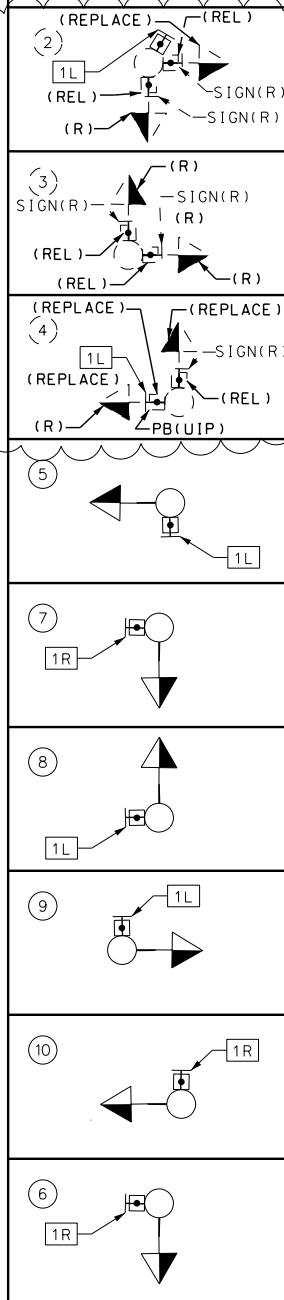 (REPLACE)
(REL)
2
1L
(REL)
SIGN(R)
(R)
SIGN(R)
(R)
3
SIGN(R)
SIGN(R)
(R)
(REL)
(REL)
(R)
(REPLACE)
(REPLACE)
4
1L
SIGN(R)
(REPLACE)
(REL)
(R)
PB(UIP)
5
1L
7
1R
8
1L
9
1L
10
1R
6
1R